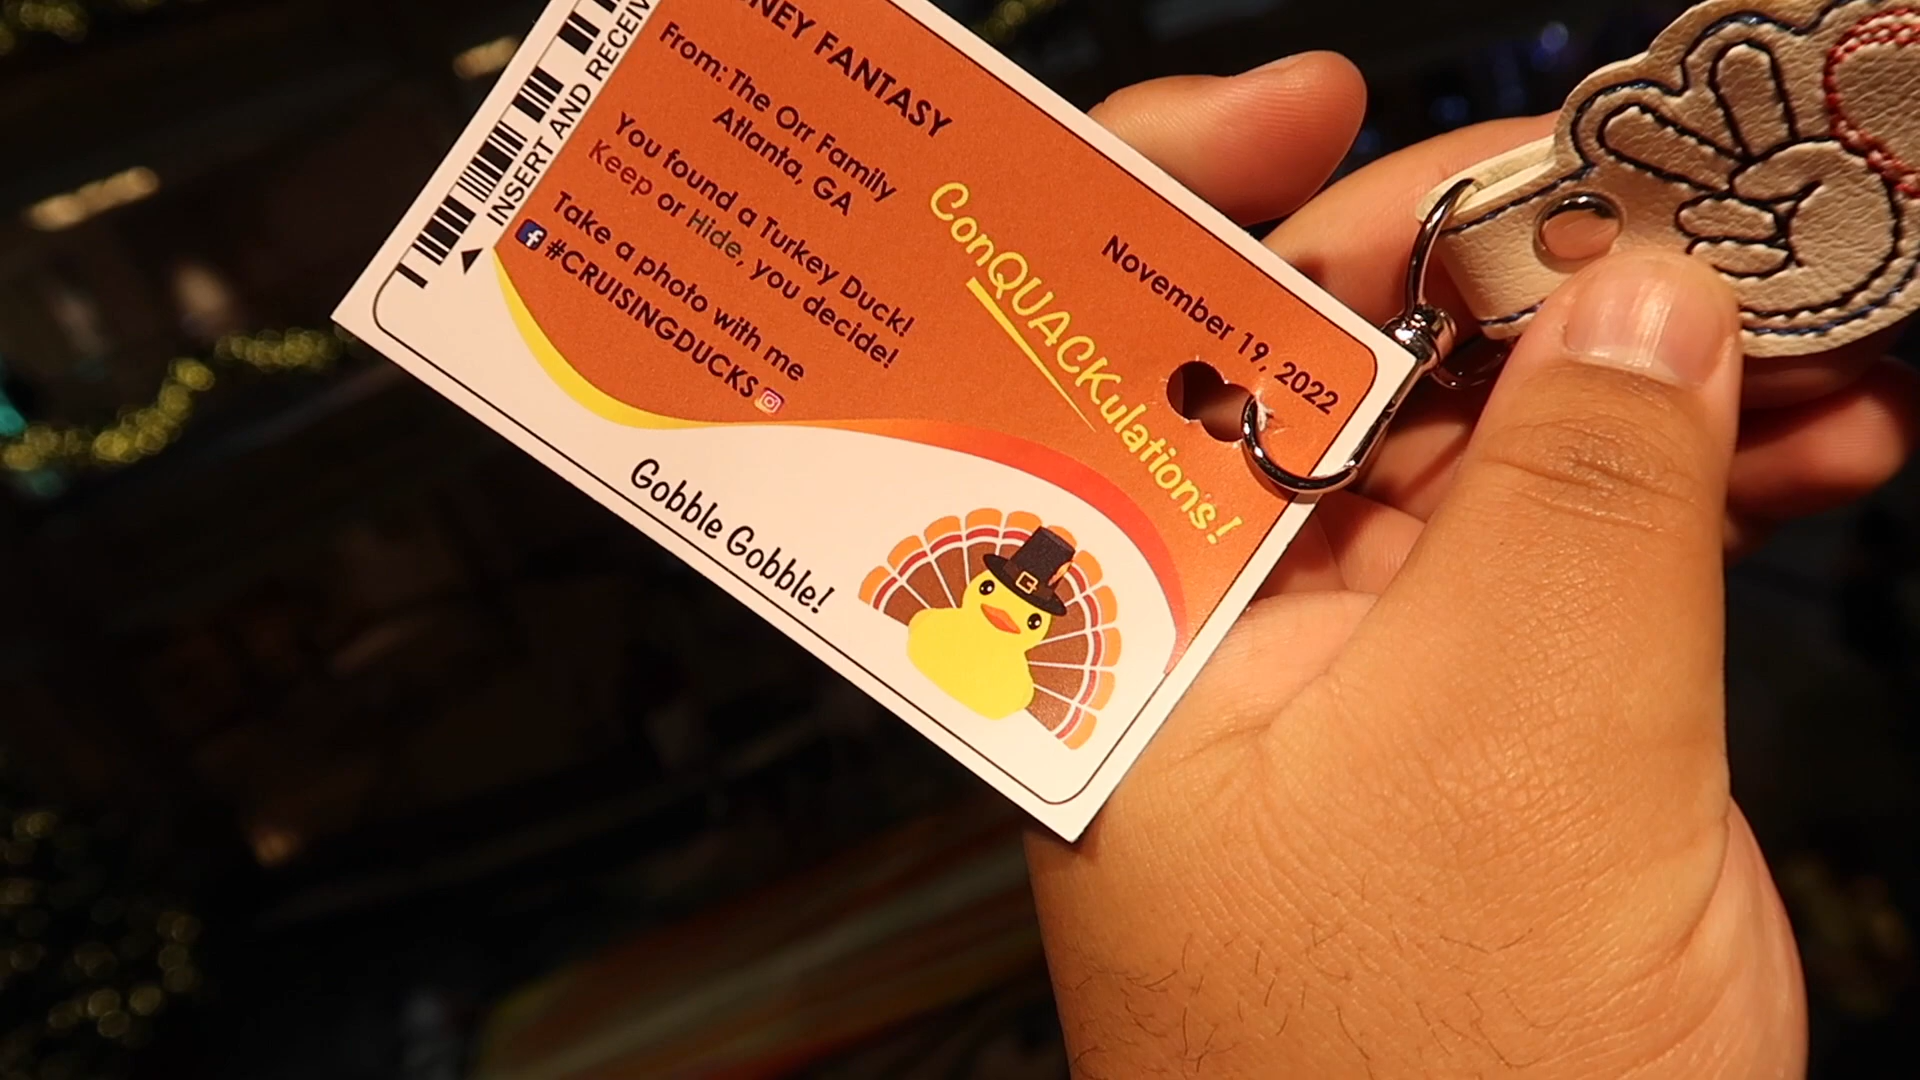 NEY FANTASY
From: The Orr Family
Atlanta, GA
You found a Turkey Duck!
Keep or Hide, you decide!
Take a photo with me
#CRUISINGDUCKS
November 19, 2022
ConQUACKulations!
Gobble Gobble!
INSERT AND RECEIV